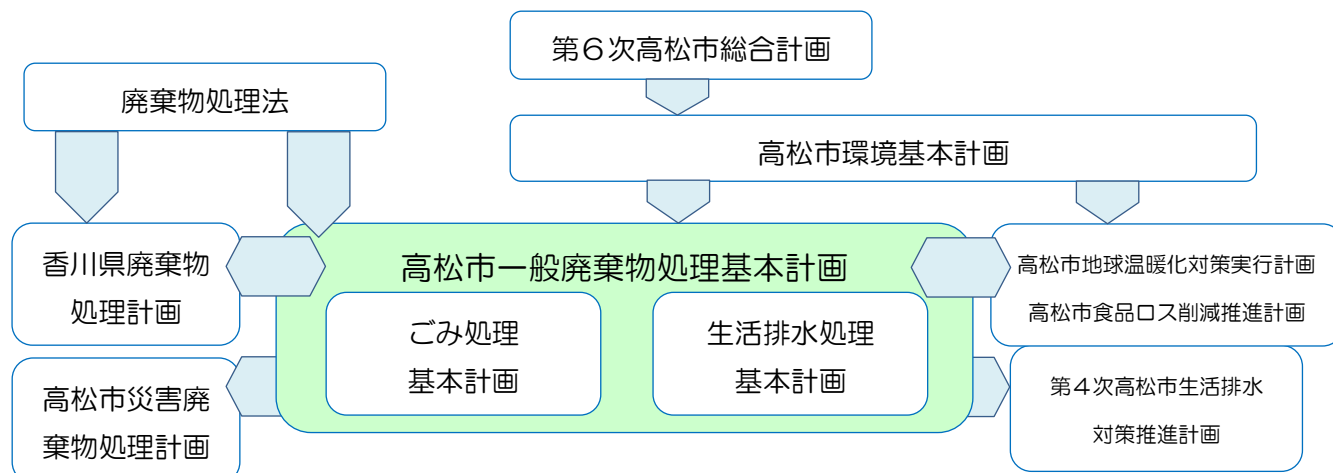 第６次高松市総合計画
廃棄物処理法
高松市環境基本計画
香川県廃棄物
処理計画
高松市一般廃棄物処理基本計画
ごみ処理
基本計画
生活排水処理
基本計画
高松市地球温暖化対策実行計画
高松市食品ロス削減推進計画
高松市災害廃
棄物処理計画
第４次高松市生活排水
対策推進計画